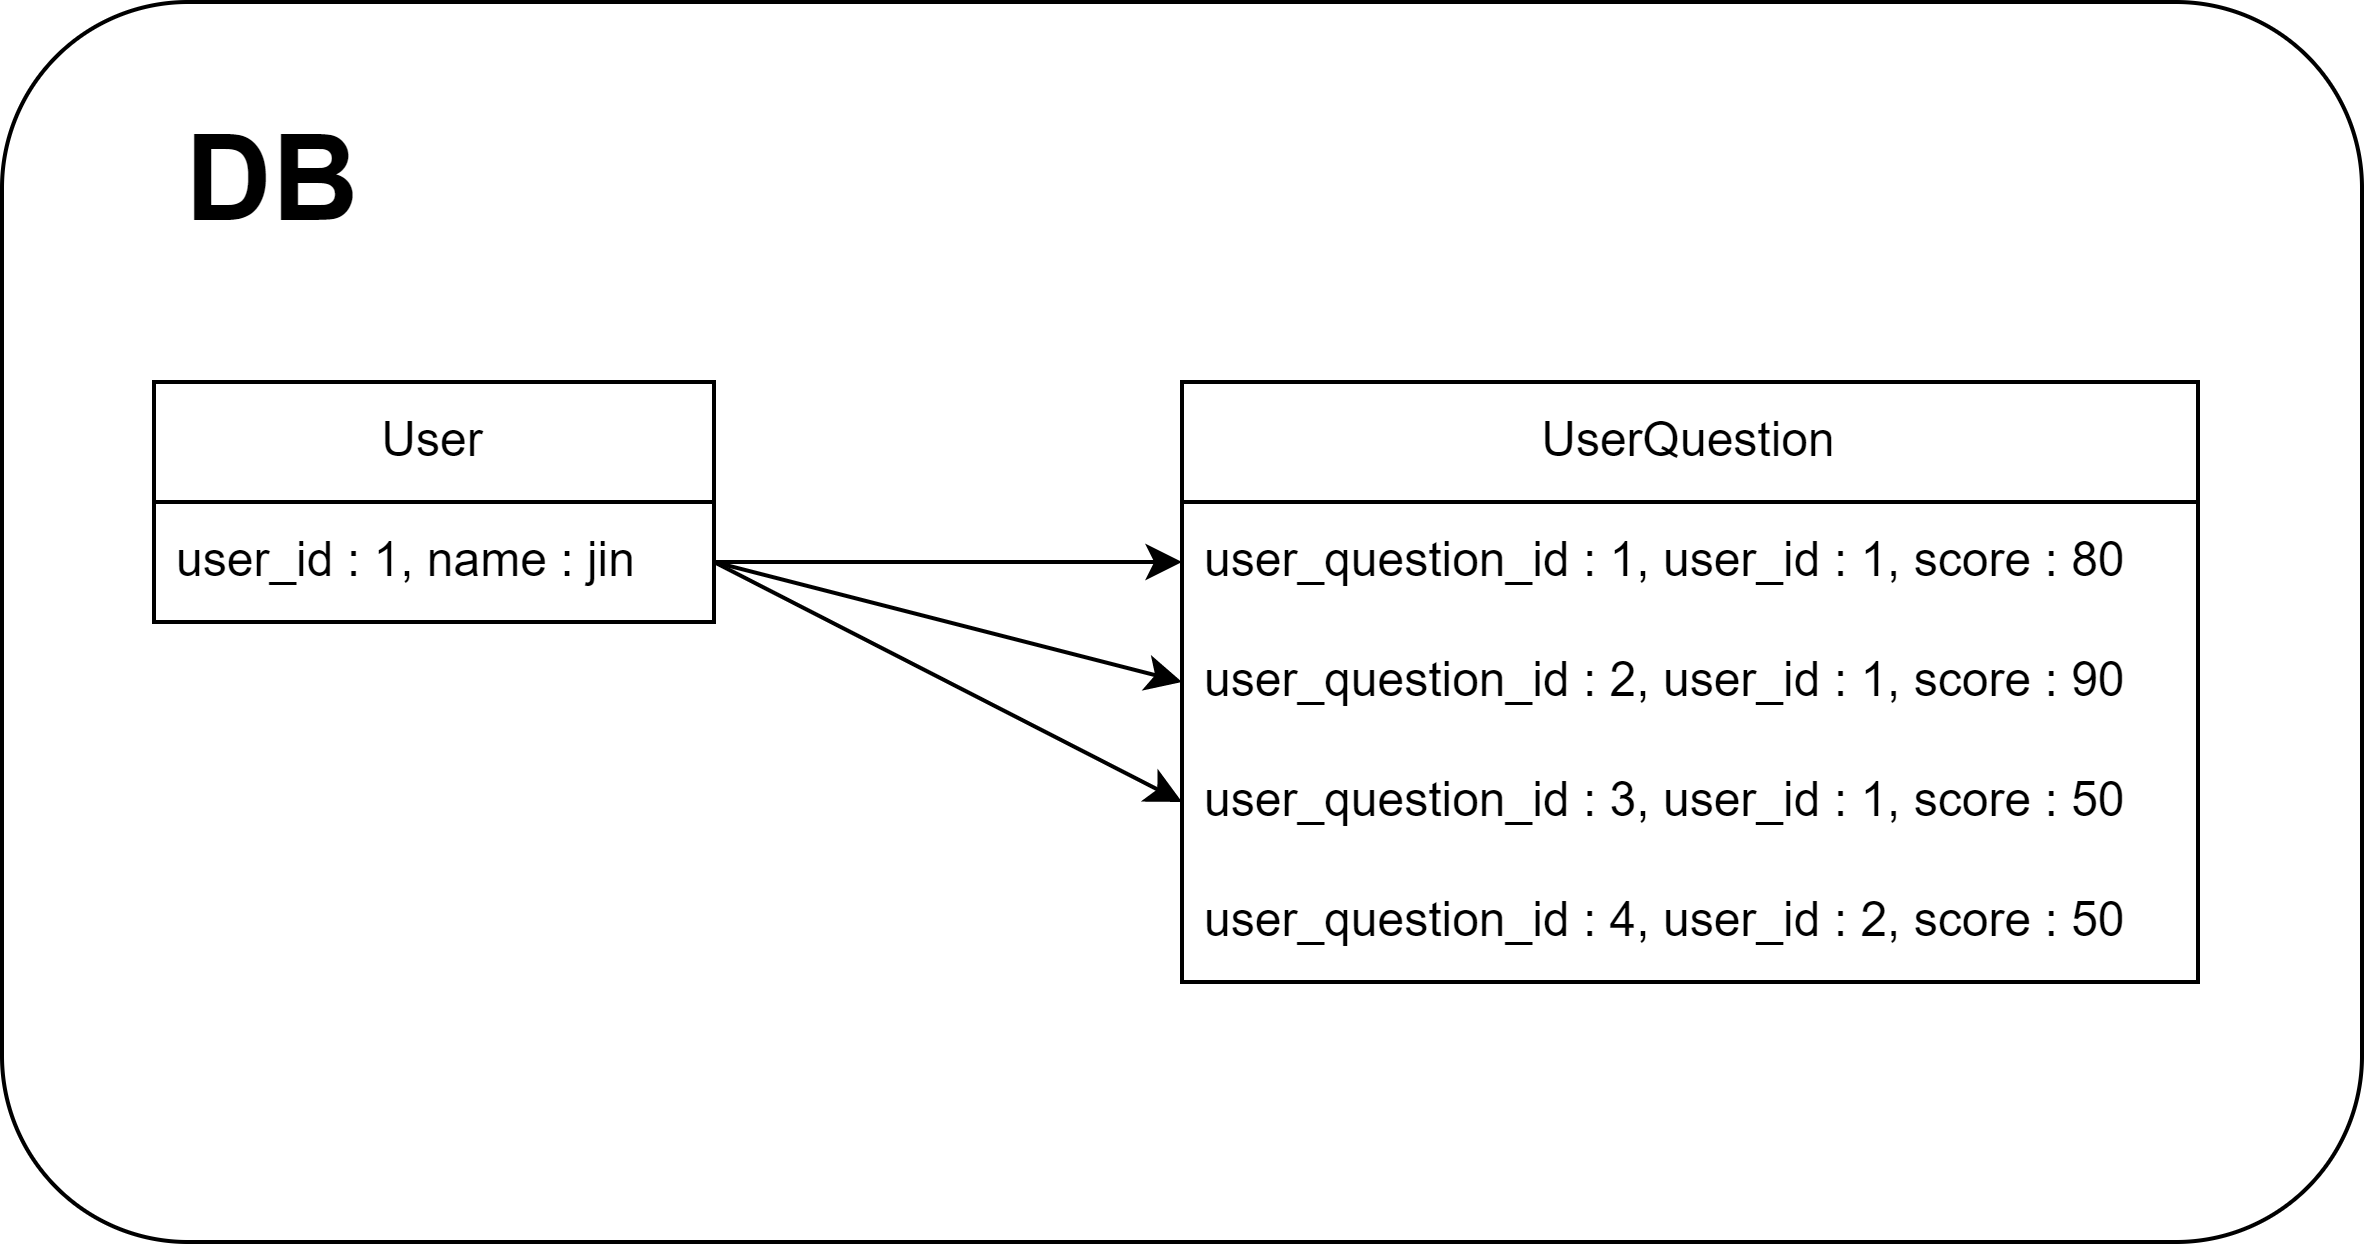 DB
User
user_id : 1, name : jin
UserQuestion
user_question_id : 1, user_id : 1, score : 80
user_question_id : 2, user_id : 1, score : 90
user_question_id : 3, user_id : 1, score : 50
user_question_id : 4, user_id : 2, score : 50